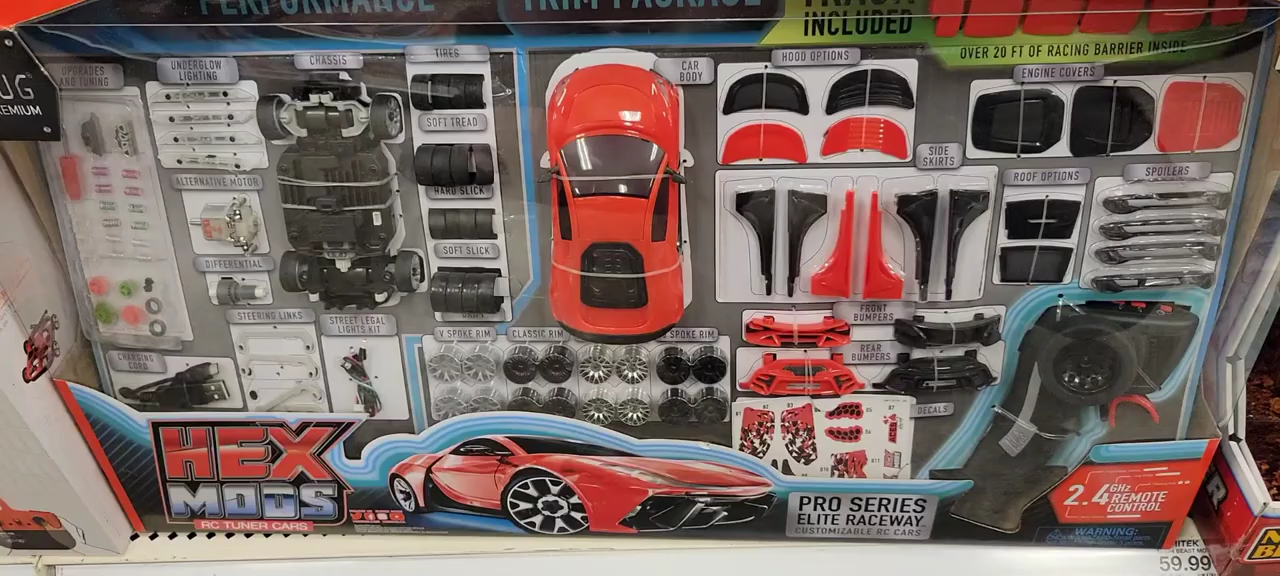 PERFORMANCE
TRIM PACKAGE
TRACK
INCLUDED
OVER 20 FT OF RACING BARRIER INSIDE
UG
REMIUM
UPGRADES
AND TUNING
UNDERGLOW
LIGHTING
CHASSIS
TIRES
CAR
BODY
HOOD OPTIONS
ENGINE COVERS
SOFT TREAD
SIDE
SKIRTS
ALTERNATIVE MOTOR
HARD SLICK
ROOF OPTIONS
SPOILERS
DIFFERENTIAL
SOFT SLICK
STEERING LINKS
STREET LEGAL
LIGHTS KIT
V SPOKE RIM
CLASSIC RIM
SPOKE RIM
FRONT
BUMPERS
REAR
BUMPERS
CHARGING
CORD
DECALS
HEX
MODS
RC TUNER CARS
PRO SERIES
ELITE RACEWAY
CUSTOMIZABLE RC CARS
2.4 GHz
REMOTE
CONTROL
WARNING:
59.99